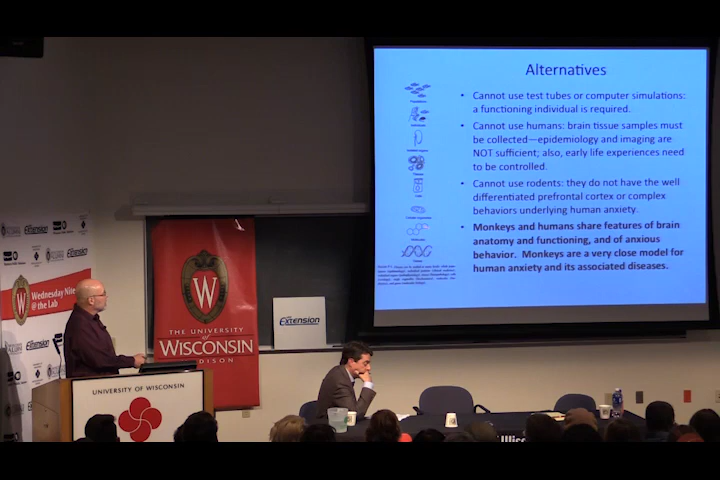 Alternatives
• Cannot use test tubes or computer simulations:
a functioning individual is required.
• Cannot use humans: brain tissue samples must
be collected—epidemiology and imaging are
NOT sufficient; also, early life experiences need
to be controlled.
• Cannot use rodents: they do not have the well
differentiated prefrontal cortex or complex
behaviors underlying human anxiety.
• Monkeys and humans share features of brain
anatomy and functioning, and of anxious
behavior. Monkeys are a very close model for
human anxiety and its associated diseases.
Extension
W
Wednesday Nite
@ the Lab
W
THE UNIVERSITY
of
WISCONSIN
Extension
UNIVERSITY OF WISCONSIN